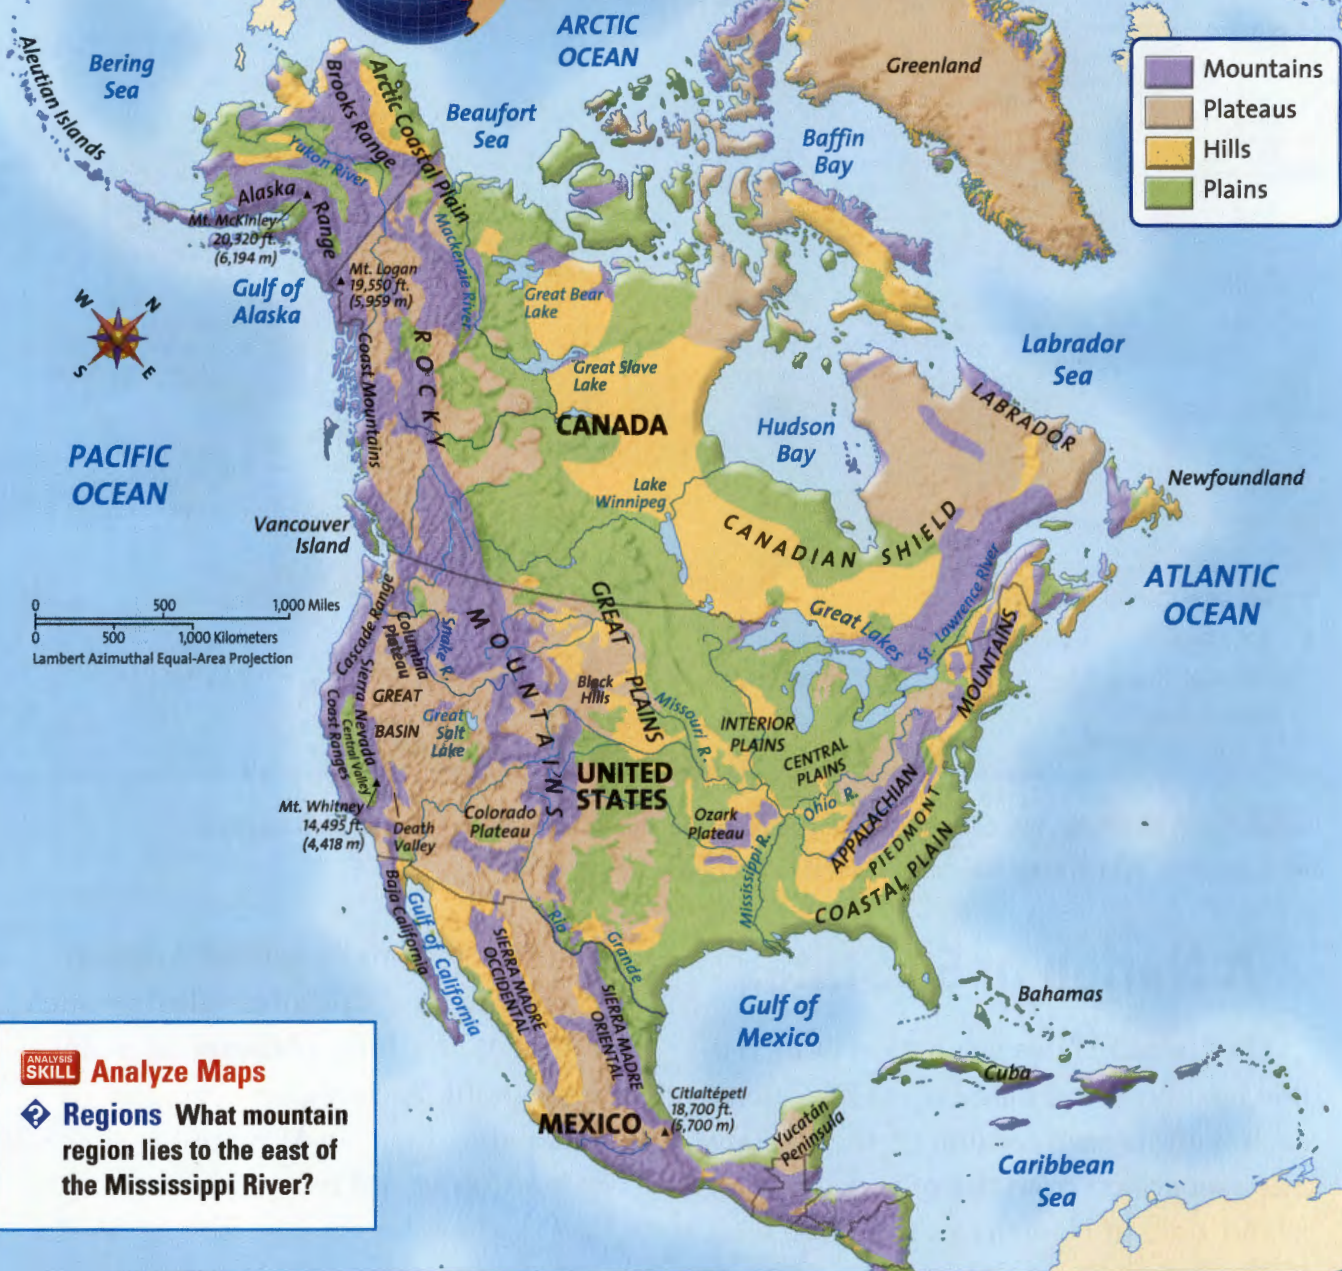 ARCTIC
OCEAN
Greenland
Mountains
Plateaus
Hills
Plains
Aleutian Islands
Bering
Sea
Brooks Range
Arctic Coastal Plain
Beaufort
Sea
Baffin
Bay
Yukon River
Alaska
Range
Mt. McKinley
20,320 ft.
(6,194 m)
Mackenzie River
Mt. Logan
19,550 ft.
(5,959 m)
Gulf of
Alaska
W
N
S
E
Great Bear
Lake
Great Slave
Lake
Labrador
Sea
ROCKY
Coast Mountains
CANADA
Hudson
Bay
LABRADOR
PACIFIC
OCEAN
Lake
Winnipeg
Newfoundland
Vancouver
Island
CANADIAN SHIELD
ATLANTIC
OCEAN
0 500 1,000 Miles
0 500 1,000 Kilometers
Lambert Azimuthal Equal-Area Projection
Cascade Range
Columbia
Plateau
Snake R.
MOUNTAINS
GREAT
PLAINS
Great Lakes
St. Lawrence River
MOUNTAINS
Black
Hills
Missouri R.
GREAT
BASIN
Great
Salt
Lake
Sierra Nevada
Central Valley
Coast Ranges
INTERIOR
PLAINS
CENTRAL
PLAINS
UNITED
STATES
Ohio R.
APPALACHIAN
PIEDMONT
COASTAL PLAIN
Mt. Whitney
14,495 ft.
(4,418 m)
Death
Valley
Colorado
Plateau
Ozark
Plateau
Mississippi R.
Baja California
Gulf of California
Rio
Grande
SIERRA MADRE
OCCIDENTAL
SIERRA MADRE
ORIENTAL
Gulf of
Mexico
Bahamas
Cuba
MEXICO
Citlaltépetl
18,700 ft.
(5,700 m)
Yucatán
Peninsula
Caribbean
Sea
ANALYSIS
SKILL
Analyze Maps
? Regions What mountain
region lies to the east of
the Mississippi River?